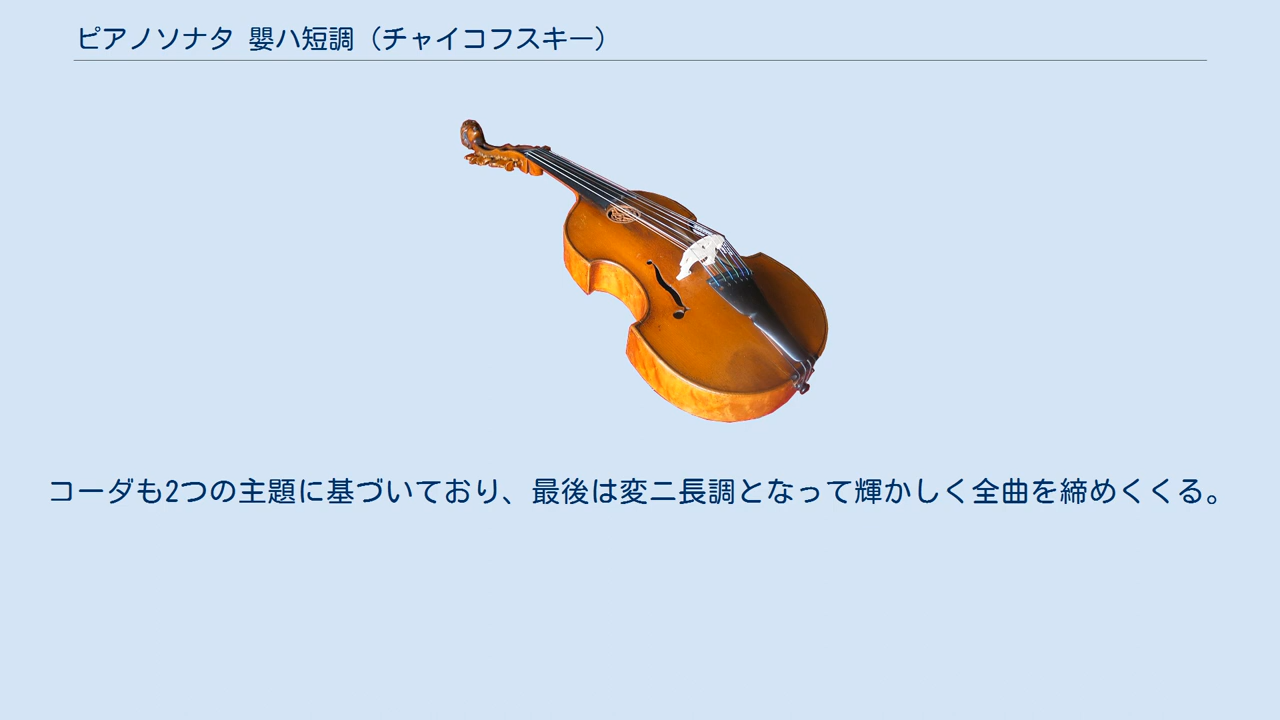 ピアノソナタ 嬰ハ短調（チャイコフスキー）
コーダも2つの主題に基づいており、最後は変ニ長調となって輝かしく全曲を締めくくる。